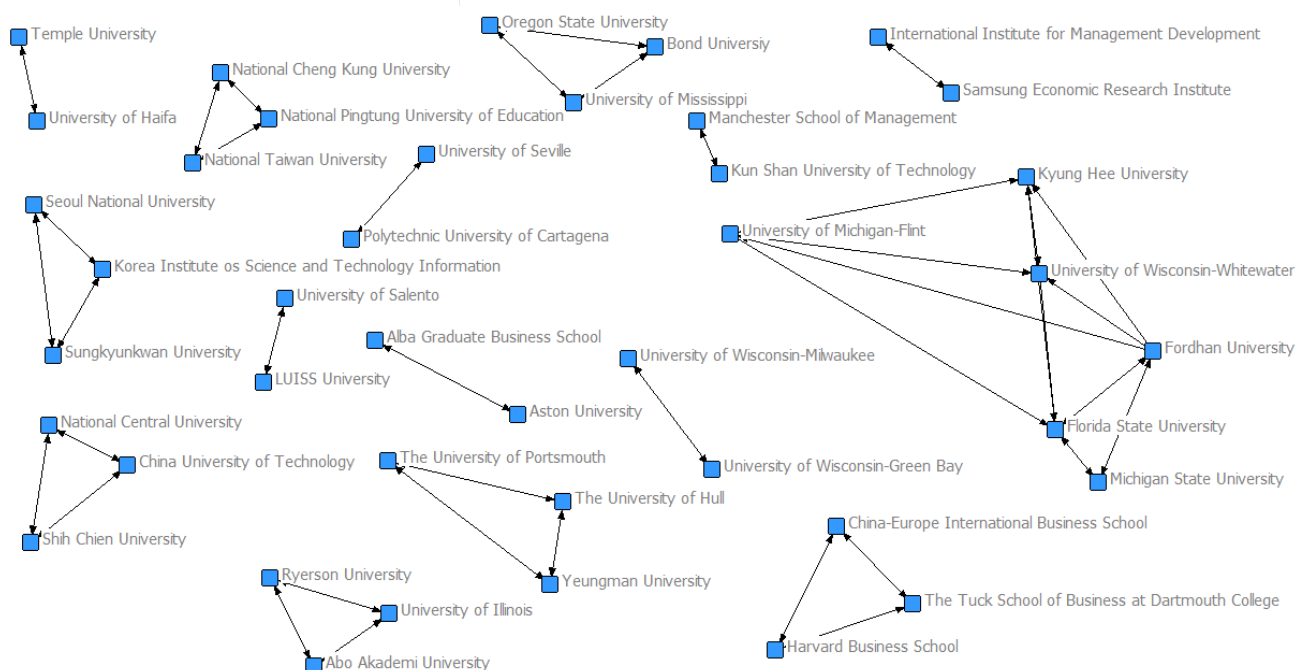 Oregon State University
Temple University
International Institute for Management Development
Bond Universiy
National Cheng Kung University
Samsung Economic Research Institute
University of Mississippi
University of Haifa
National Pingtung University of Education
Manchester School of Management
University of Seville
National Taiwan University
Kun Shan University of Technology
Kyung Hee University
Seoul National University
University of Michigan-Flint
Polytechnic University of Cartagena
Korea Institute os Science and Technology Information
University of Wisconsin-Whitewater
University of Salento
Alba Graduate Business School
Fordhan University
Sungkyunkwan University
University of Wisconsin-Milwaukee
LUISS University
Aston University
National Central University
Florida State University
The University of Portsmouth
China University of Technology
University of Wisconsin-Green Bay
Michigan State University
The University of Hull
China-Europe International Business School
Shih Chien University
Ryerson University
Yeungman University
The Tuck School of Business at Dartmouth College
University of Illinois
Harvard Business School
Abo Akademi University